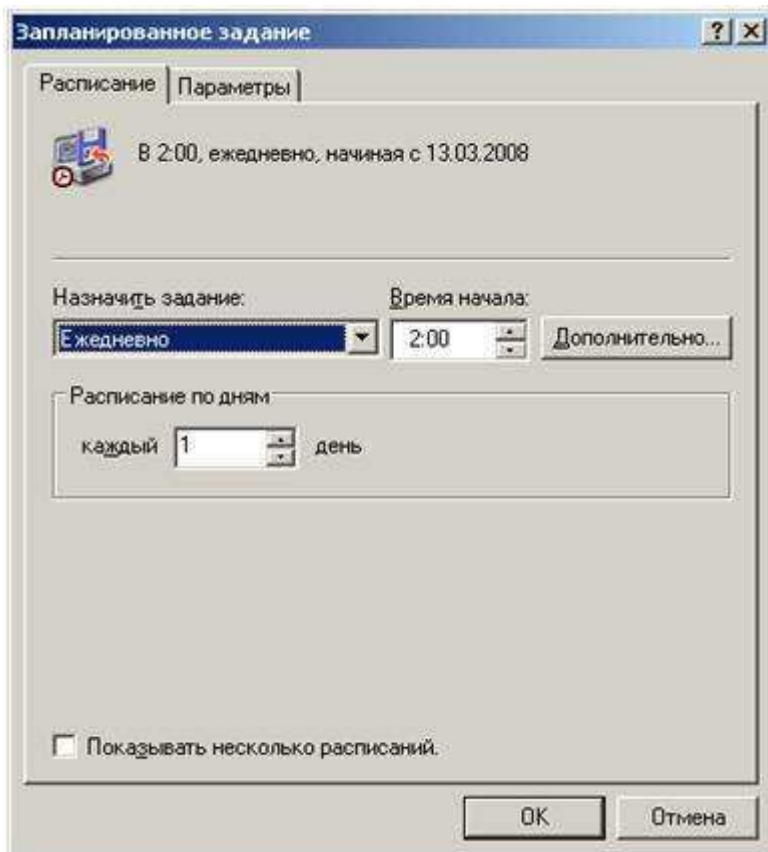 Запланированное задание
Расписание Параметры
В 2:00, ежедневно, начиная с 13.03.2008
Назначить задание: Время начала:
Ежедневно 2:00 Дополнительно...
Расписание по дням
каждый 1 день
Показывать несколько расписаний.
OK Отмена